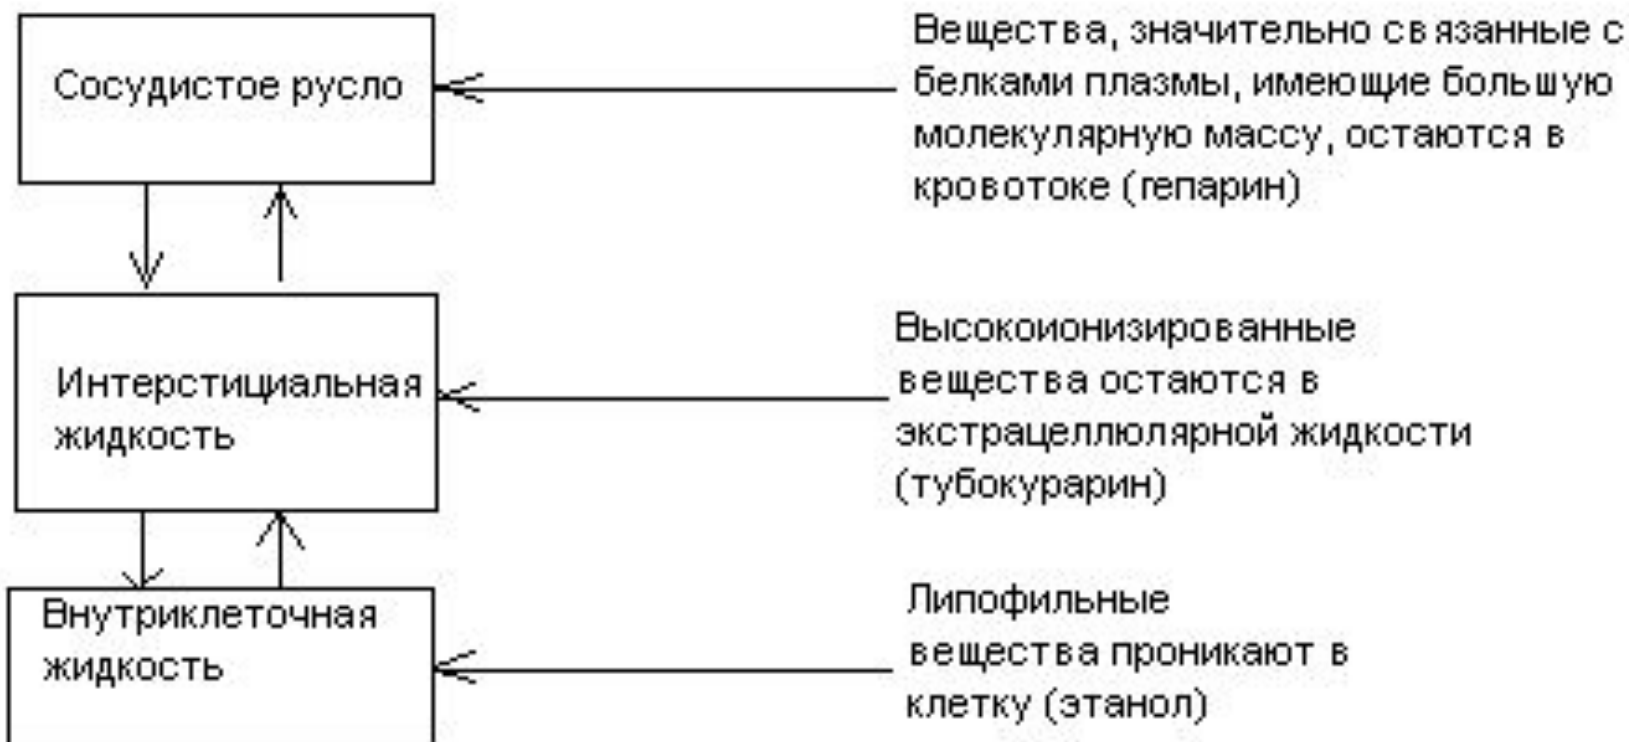 Сосудистое русло
Вещества, значительно связанные с
белками плазмы, имеющие большую
молекулярную массу, остаются в
кровотоке (гепарин)
Интерстициальная
жидкость
Высокоионизированные
вещества остаются в
экстрацеллюлярной жидкости
(тубокурарин)
Внутриклеточная
жидкость
Липофильные
вещества проникают в
клетку (этанол)